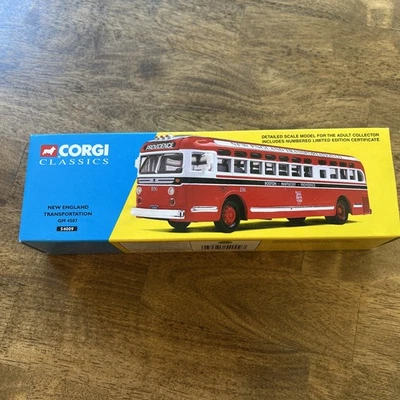 CORGI
CLASSICS
NEW ENGLAND
TRANSPORTATION
GM 4507
54009
DETAILED SCALE MODEL FOR THE ADULT COLLECTOR
INCLUDES NUMBERED LIMITED EDITION CERTIFICATE
PROVIDENCE